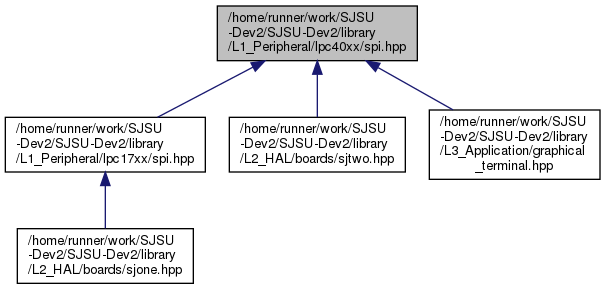 /home/runner/work/SJSU
-Dev2/SJSU-Dev2/library
/L1_Peripheral/lpc40xx/spi.hpp
/home/runner/work/SJSU
-Dev2/SJSU-Dev2/library
/L1_Peripheral/lpc17xx/spi.hpp
/home/runner/work/SJSU
-Dev2/SJSU-Dev2/library
/L2_HAL/boards/sjtwo.hpp
/home/runner/work/SJSU
-Dev2/SJSU-Dev2/library
/L3_Application/graphical
_terminal.hpp
/home/runner/work/SJSU
-Dev2/SJSU-Dev2/library
/L2_HAL/boards/sjone.hpp